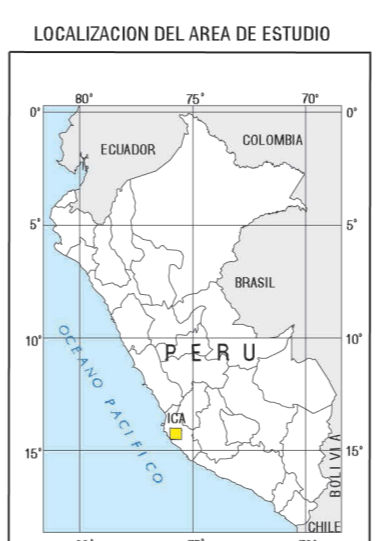 LOCALIZACION DEL AREA DE ESTUDIO
80° 75° 70°
0° 0°
ECUADOR
COLOMBIA
5° 5°
BRASIL
10° 10°
PERU
OCEANO PACIFICO
ICA
15° 15°
BOLIVIA
CHILE